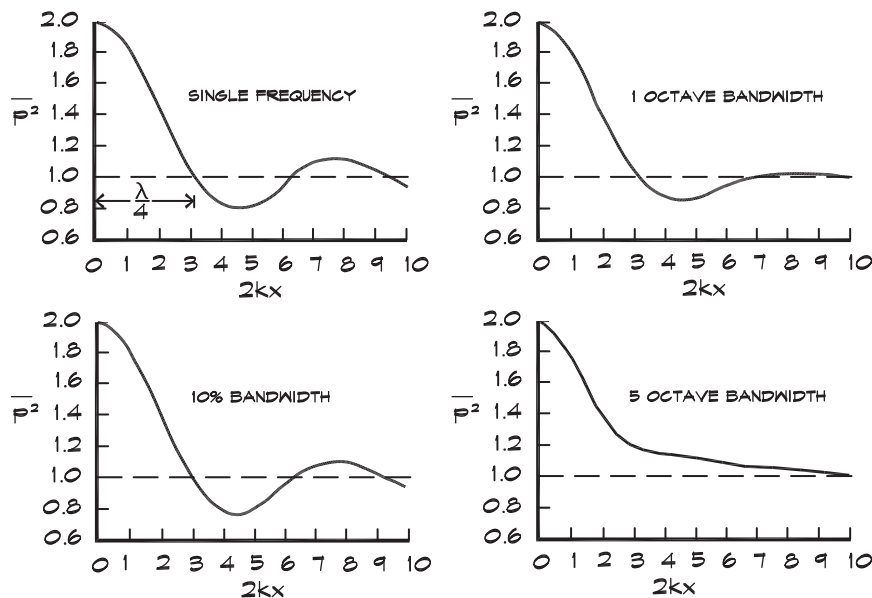 2.0
1.8
1.6
1.4
1.2
1.0
0.8
0.6
p²
SINGLE FREQUENCY
λ
4
0 1 2 3 4 5 6 7 8 9 10
2kx
2.0
1.8
1.6
1.4
1.2
1.0
0.8
0.6
p²
1 OCTAVE BANDWIDTH
0 1 2 3 4 5 6 7 8 9 10
2kx
2.0
1.8
1.6
1.4
1.2
1.0
0.8
0.6
p²
10% BANDWIDTH
0 1 2 3 4 5 6 7 8 9 10
2kx
2.0
1.8
1.6
1.4
1.2
1.0
0.8
0.6
p²
5 OCTAVE BANDWIDTH
0 1 2 3 4 5 6 7 8 9 10
2kx